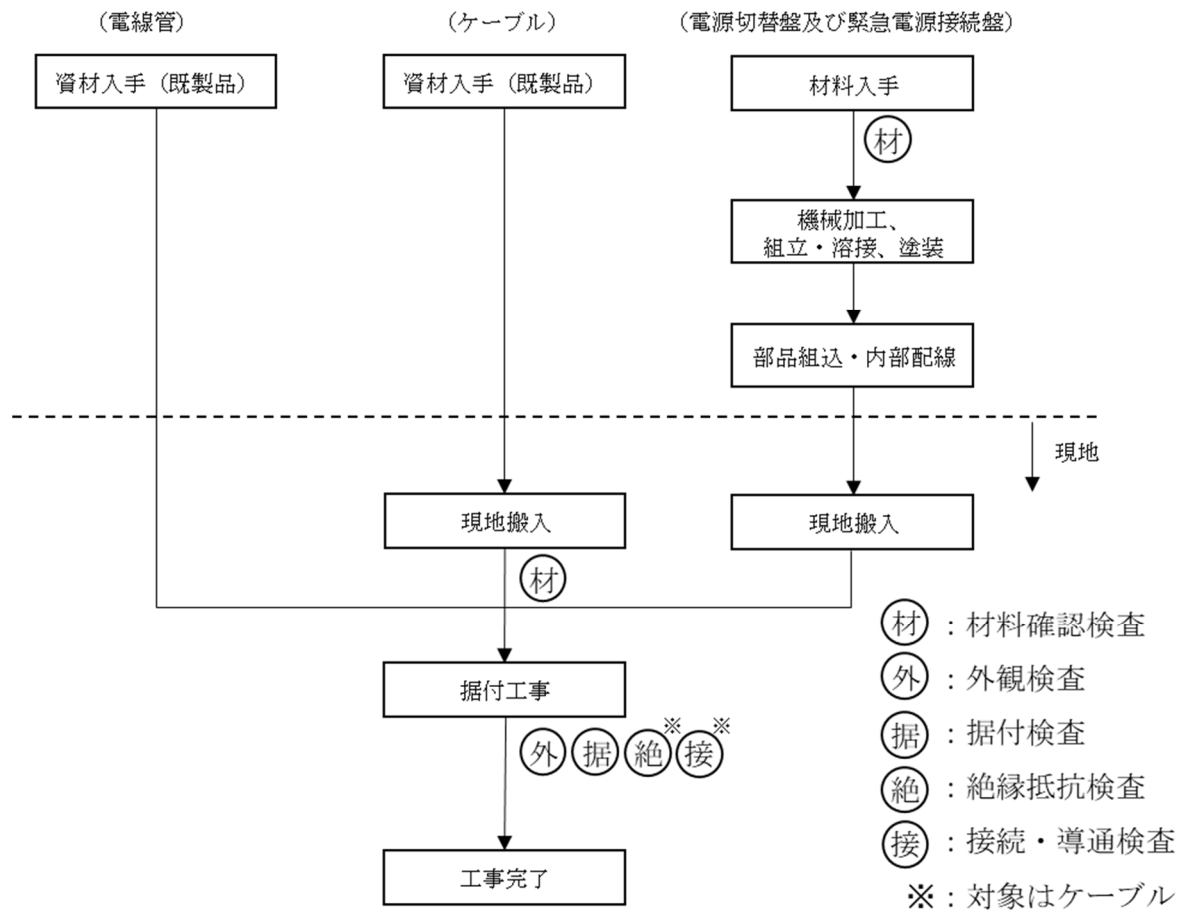 （電線管）
（ケーブル）
（電源切替盤及び緊急電源接続盤）
資材入手（既製品）
資材入手（既製品）
材料入手
材
機械加工、
組立・溶接、塗装
部品組込・内部配線
現地
現地搬入
現地搬入
材
据付工事
外 据 絶※ 接※
工事完了
材：材料確認検査
外：外観検査
据：据付検査
絶：絶縁抵抗検査
接：接続・導通検査
※：対象はケーブル